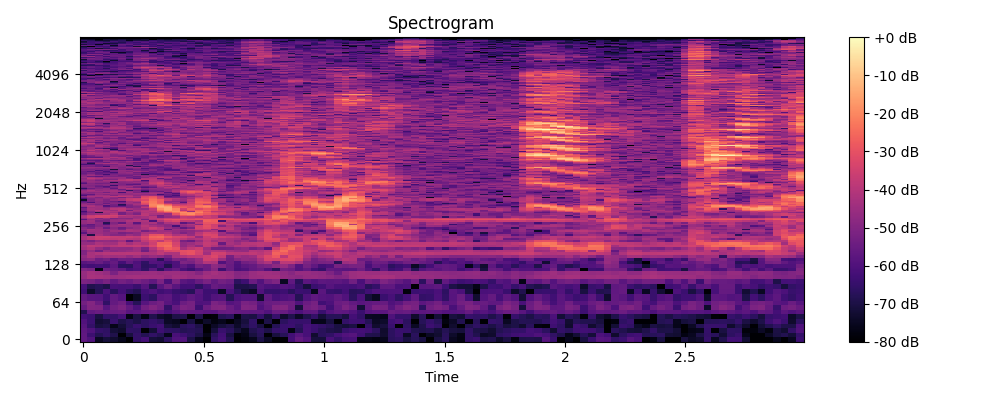 Spectrogram
+0 dB
4096
-10 dB
2048
-20 dB
1024
-30 dB
Hz
512
-40 dB
256
-50 dB
128
-60 dB
64
-70 dB
0
-80 dB
0 0.5 1 1.5 2 2.5
Time